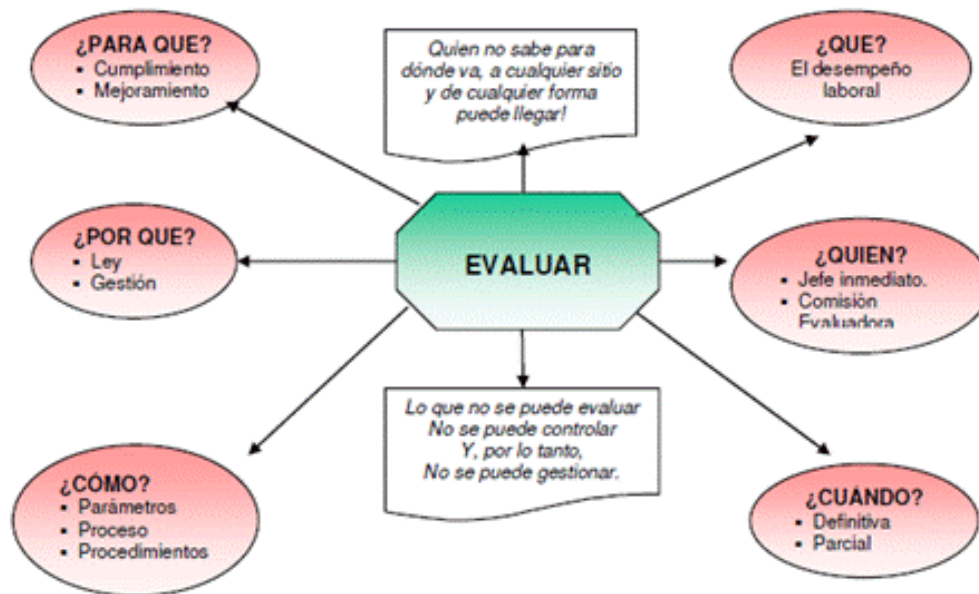 ¿PARA QUE?
▪ Cumplimiento
▪ Mejoramiento
Quien no sabe para
dónde va, a cualquier sitio
y de cualquier forma
puede llegar!
¿QUE?
El desempeño
laboral
¿POR QUE?
▪ Ley
▪ Gestión
EVALUAR
¿QUIEN?
▪ Jefe inmediato.
▪ Comisión
Evaluadora
¿CÓMO?
▪ Parámetros
▪ Proceso
▪ Procedimientos
Lo que no se puede evaluar
No se puede controlar
Y, por lo tanto,
No se puede gestionar.
¿CUÁNDO?
▪ Definitiva
▪ Parcial